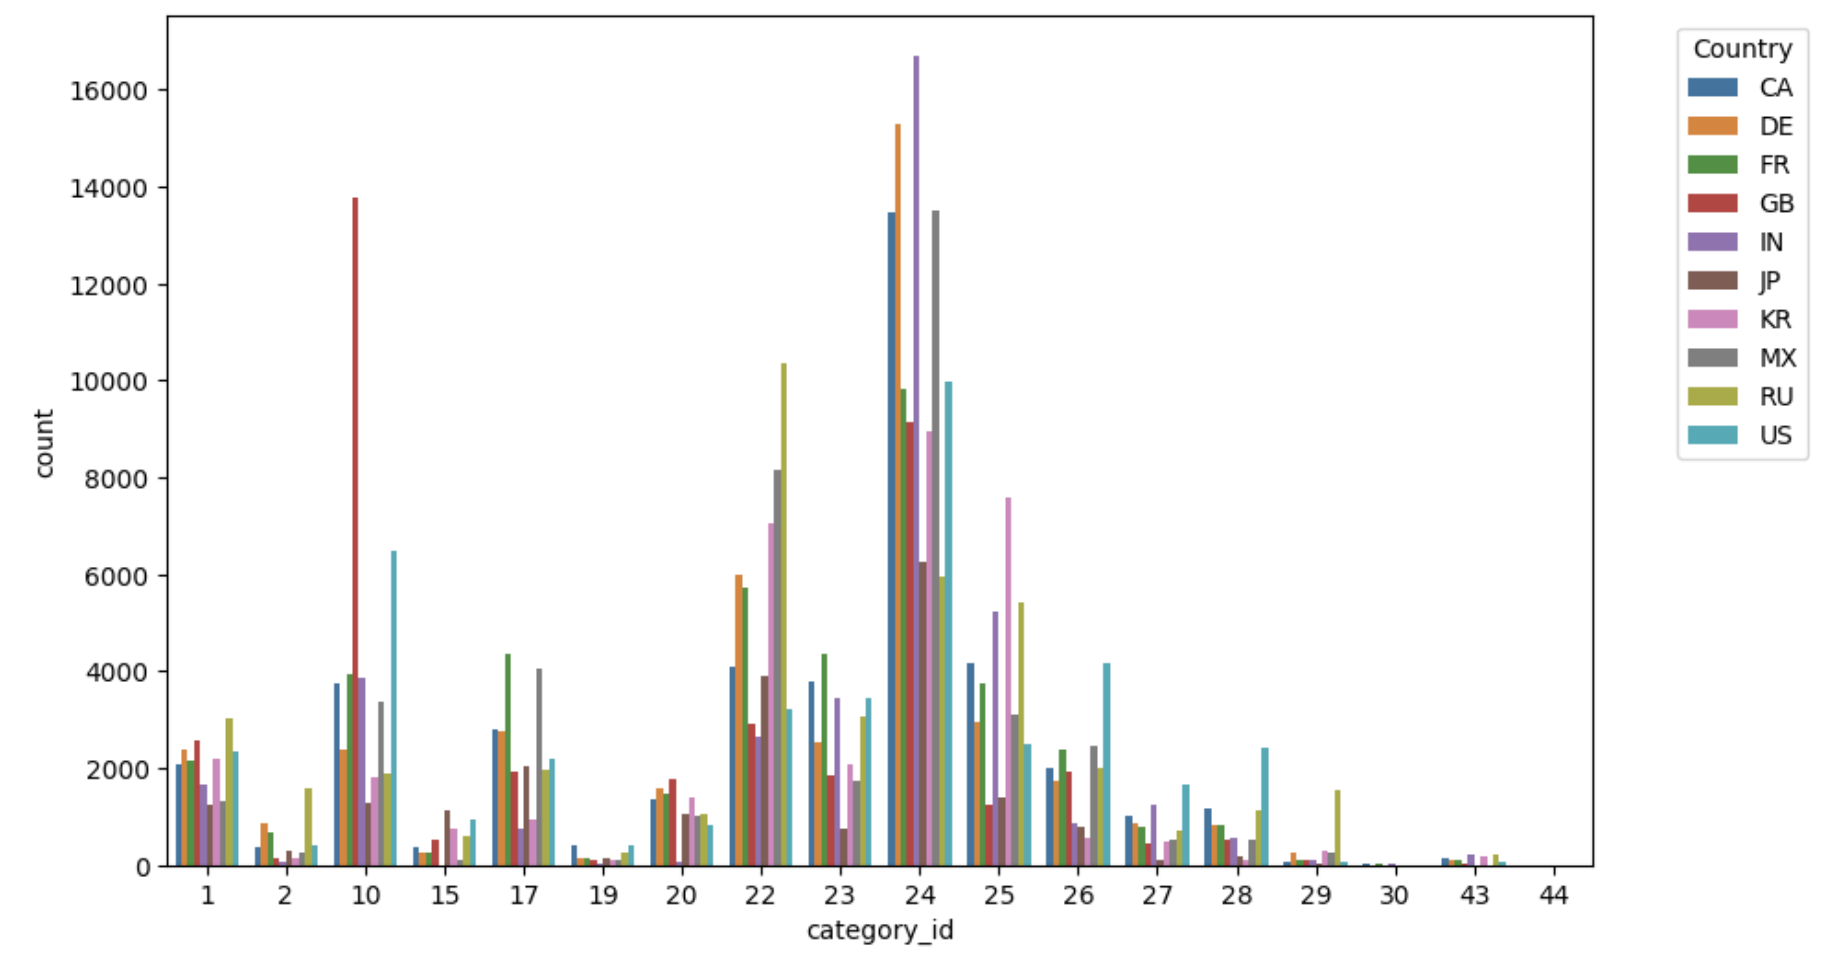 16000
14000
12000
10000
8000
6000
4000
2000
0
count
1 2 10 15 17 19 20 22 23 24 25 26 27 28 29 30 43 44
category_id
Country
CA
DE
FR
GB
IN
JP
KR
MX
RU
US